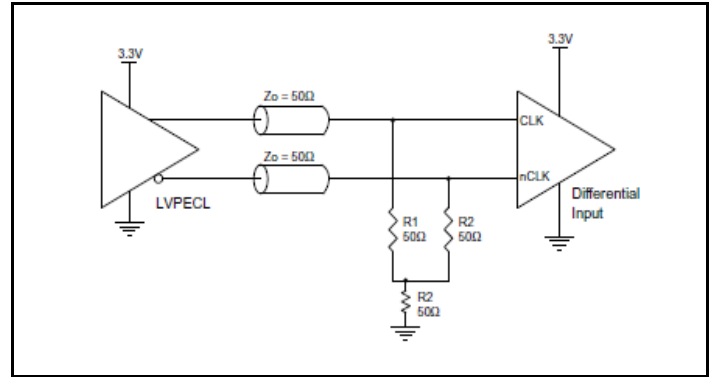 3.3V
3.3V
Zo = 50Ω
CLK
Zo = 50Ω
nCLK
LVPECL
Differential
Input
R1
50Ω
R2
50Ω
R2
50Ω